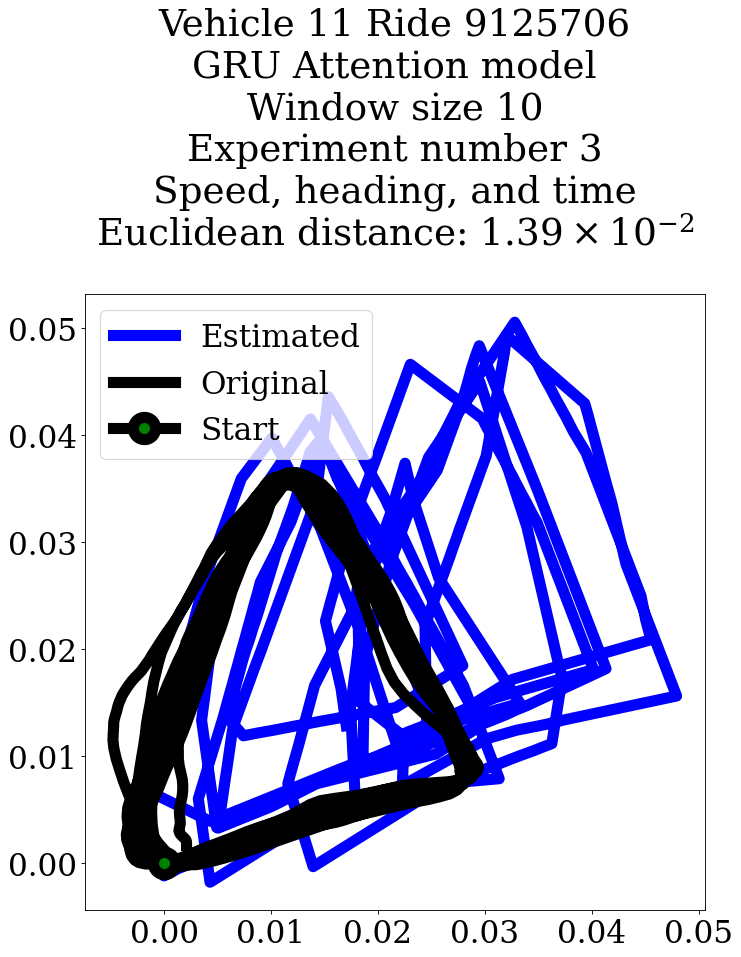 Vehicle 11 Ride 9125706
GRU Attention model
Window size 10
Experiment number 3
Speed, heading, and time
Euclidean distance: 1.39 × 10⁻²
Estimated
Original
Start
0.05
0.04
0.03
0.02
0.01
0.00
0.00 0.01 0.02 0.03 0.04 0.05